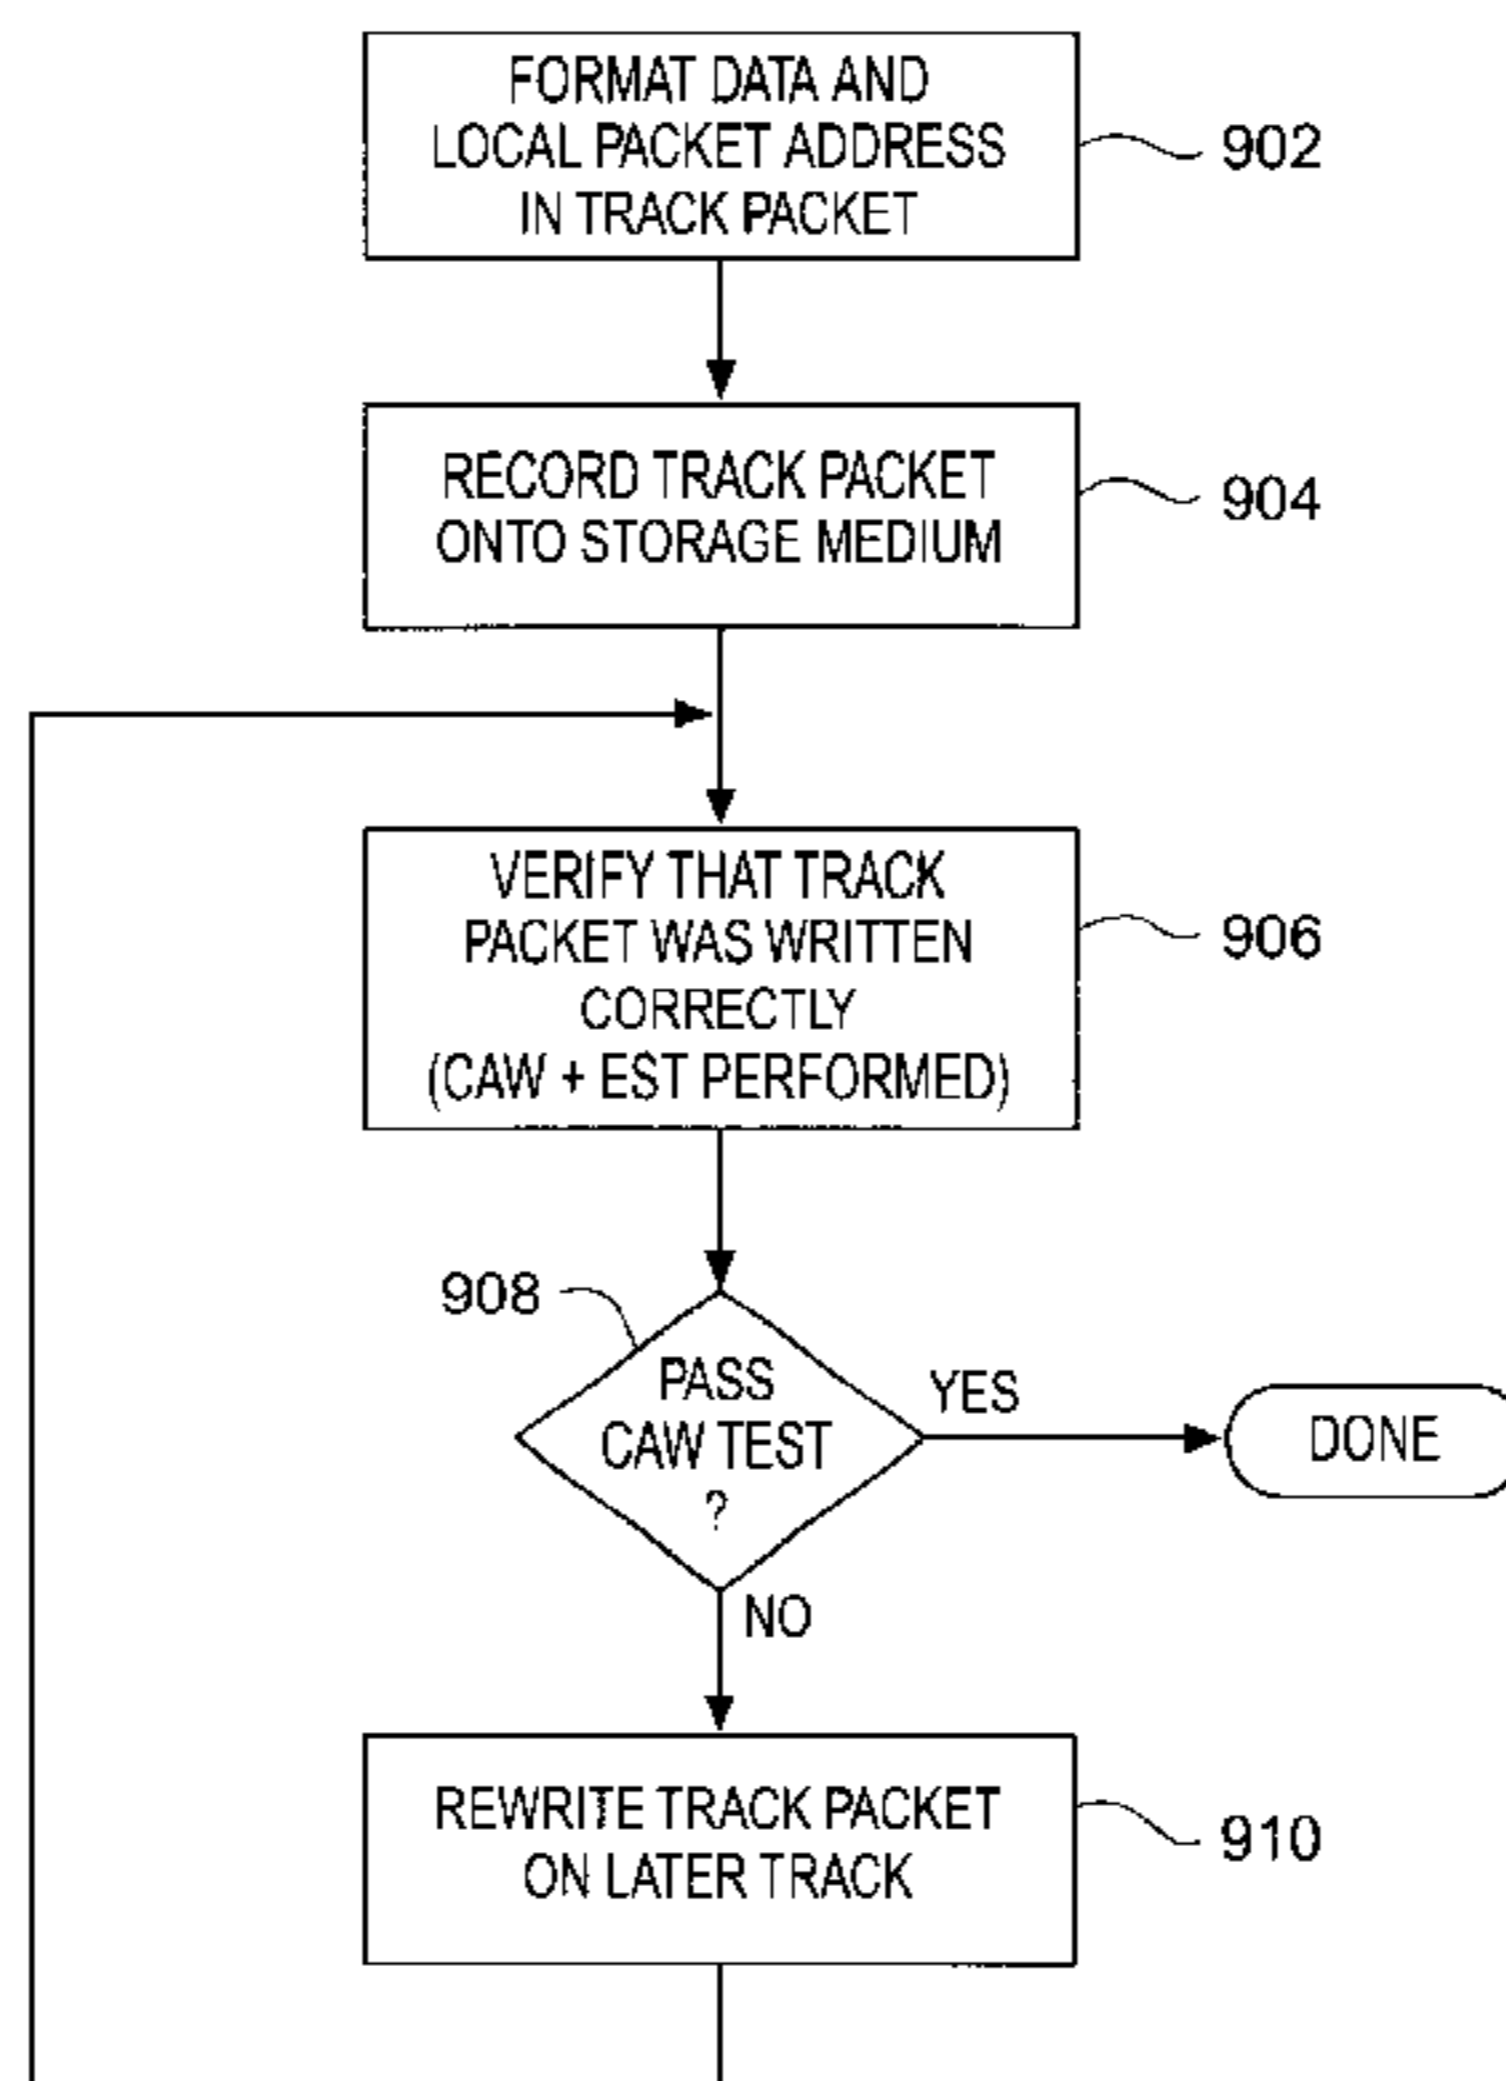 FORMAT DATA AND
LOCAL PACKET ADDRESS
IN TRACK PACKET
902
RECORD TRACK PACKET
ONTO STORAGE MEDIUM
904
VERIFY THAT TRACK
PACKET WAS WRITTEN
CORRECTLY
(CAW + EST PERFORMED)
906
908
PASS
CAW TEST
?
YES
DONE
NO
REWRITE TRACK PACKET
ON LATER TRACK
910